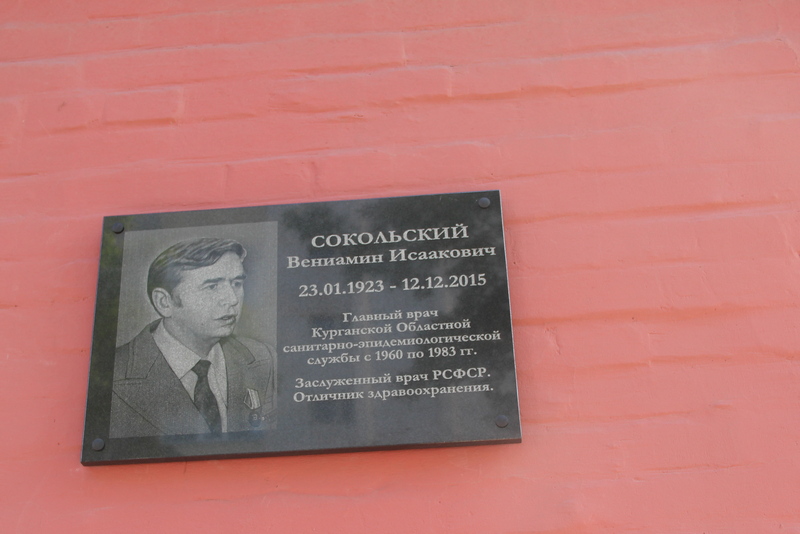 СОКОЛЬСКИЙ
Вениамин Исаакович
23.01.1923 - 12.12.2015
Главный врач
Курганской Областной
санитарно-эпидемиологической
службы с 1960 по 1983 гг.
Заслуженный врач РСФСР.
Отличник здравоохранения.